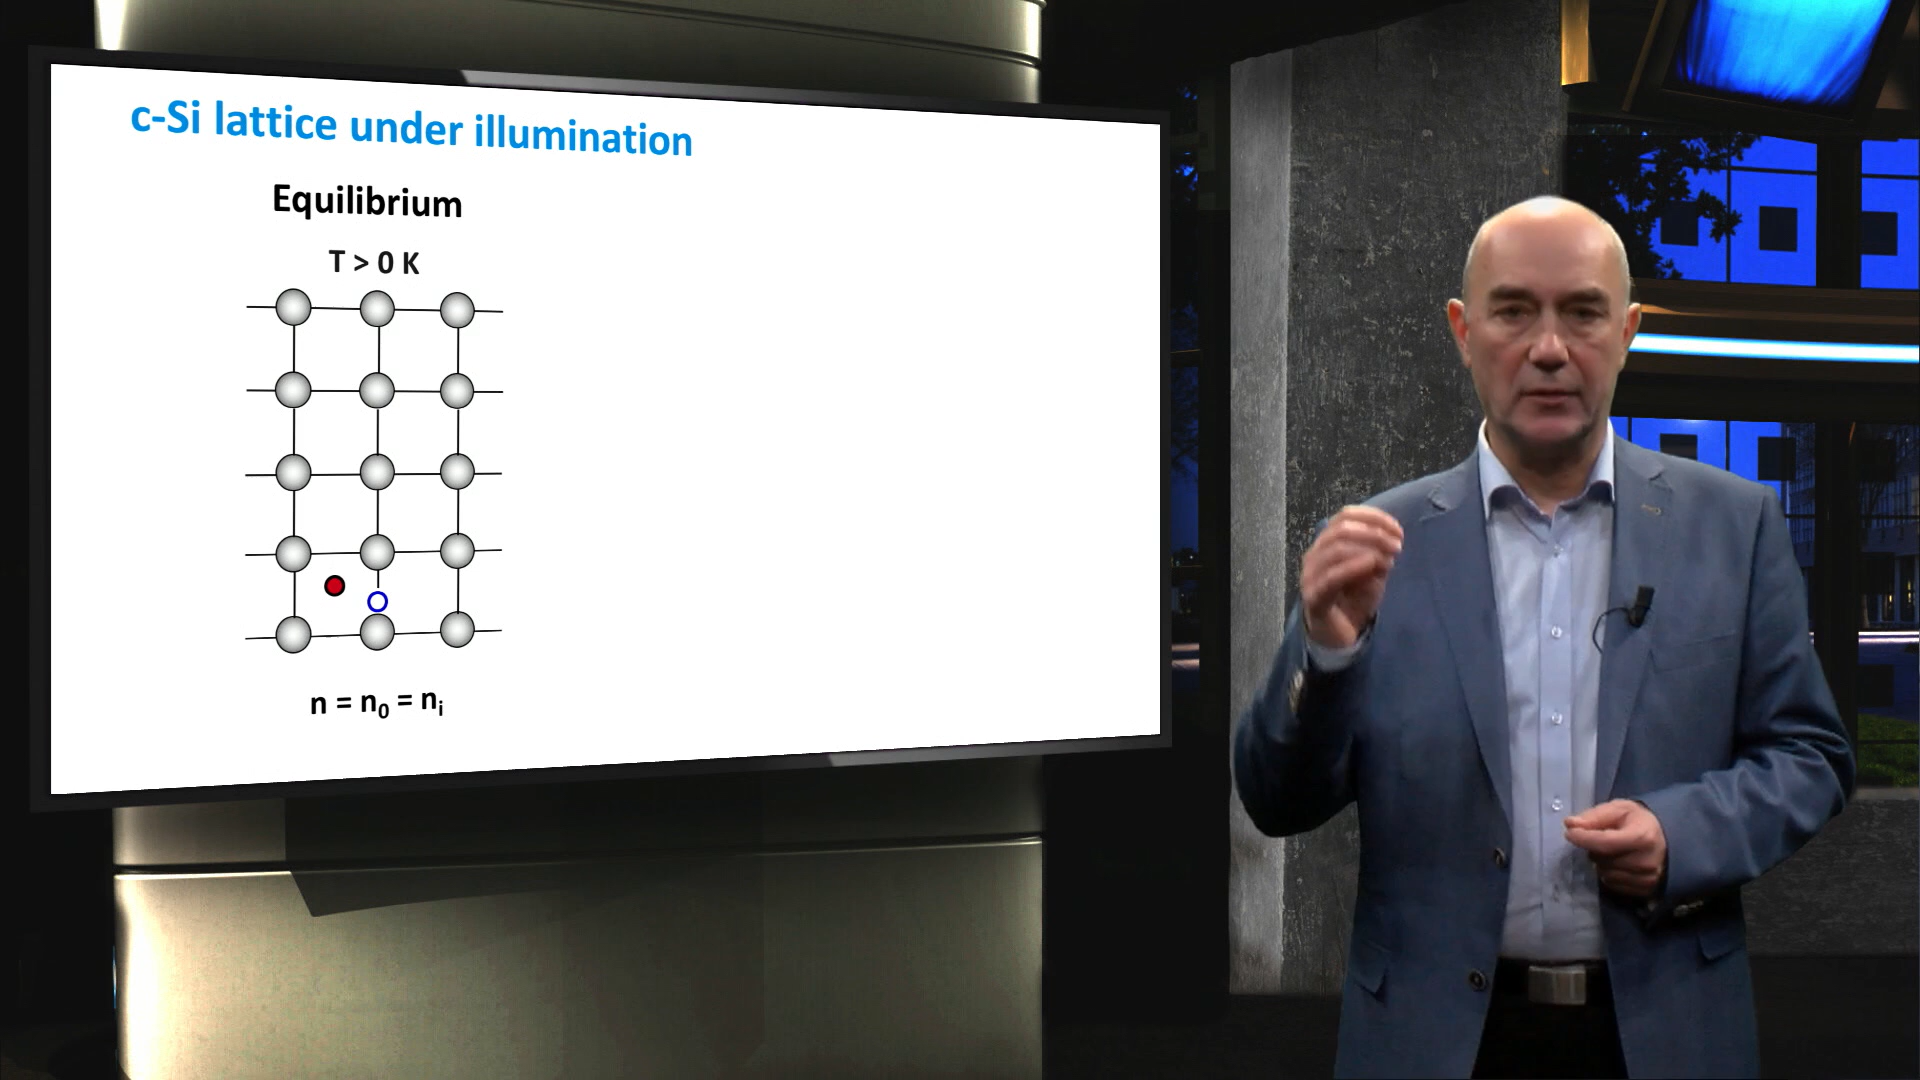 c-Si lattice under illumination
Equilibrium
T > 0 K
n = n₀ = nᵢ